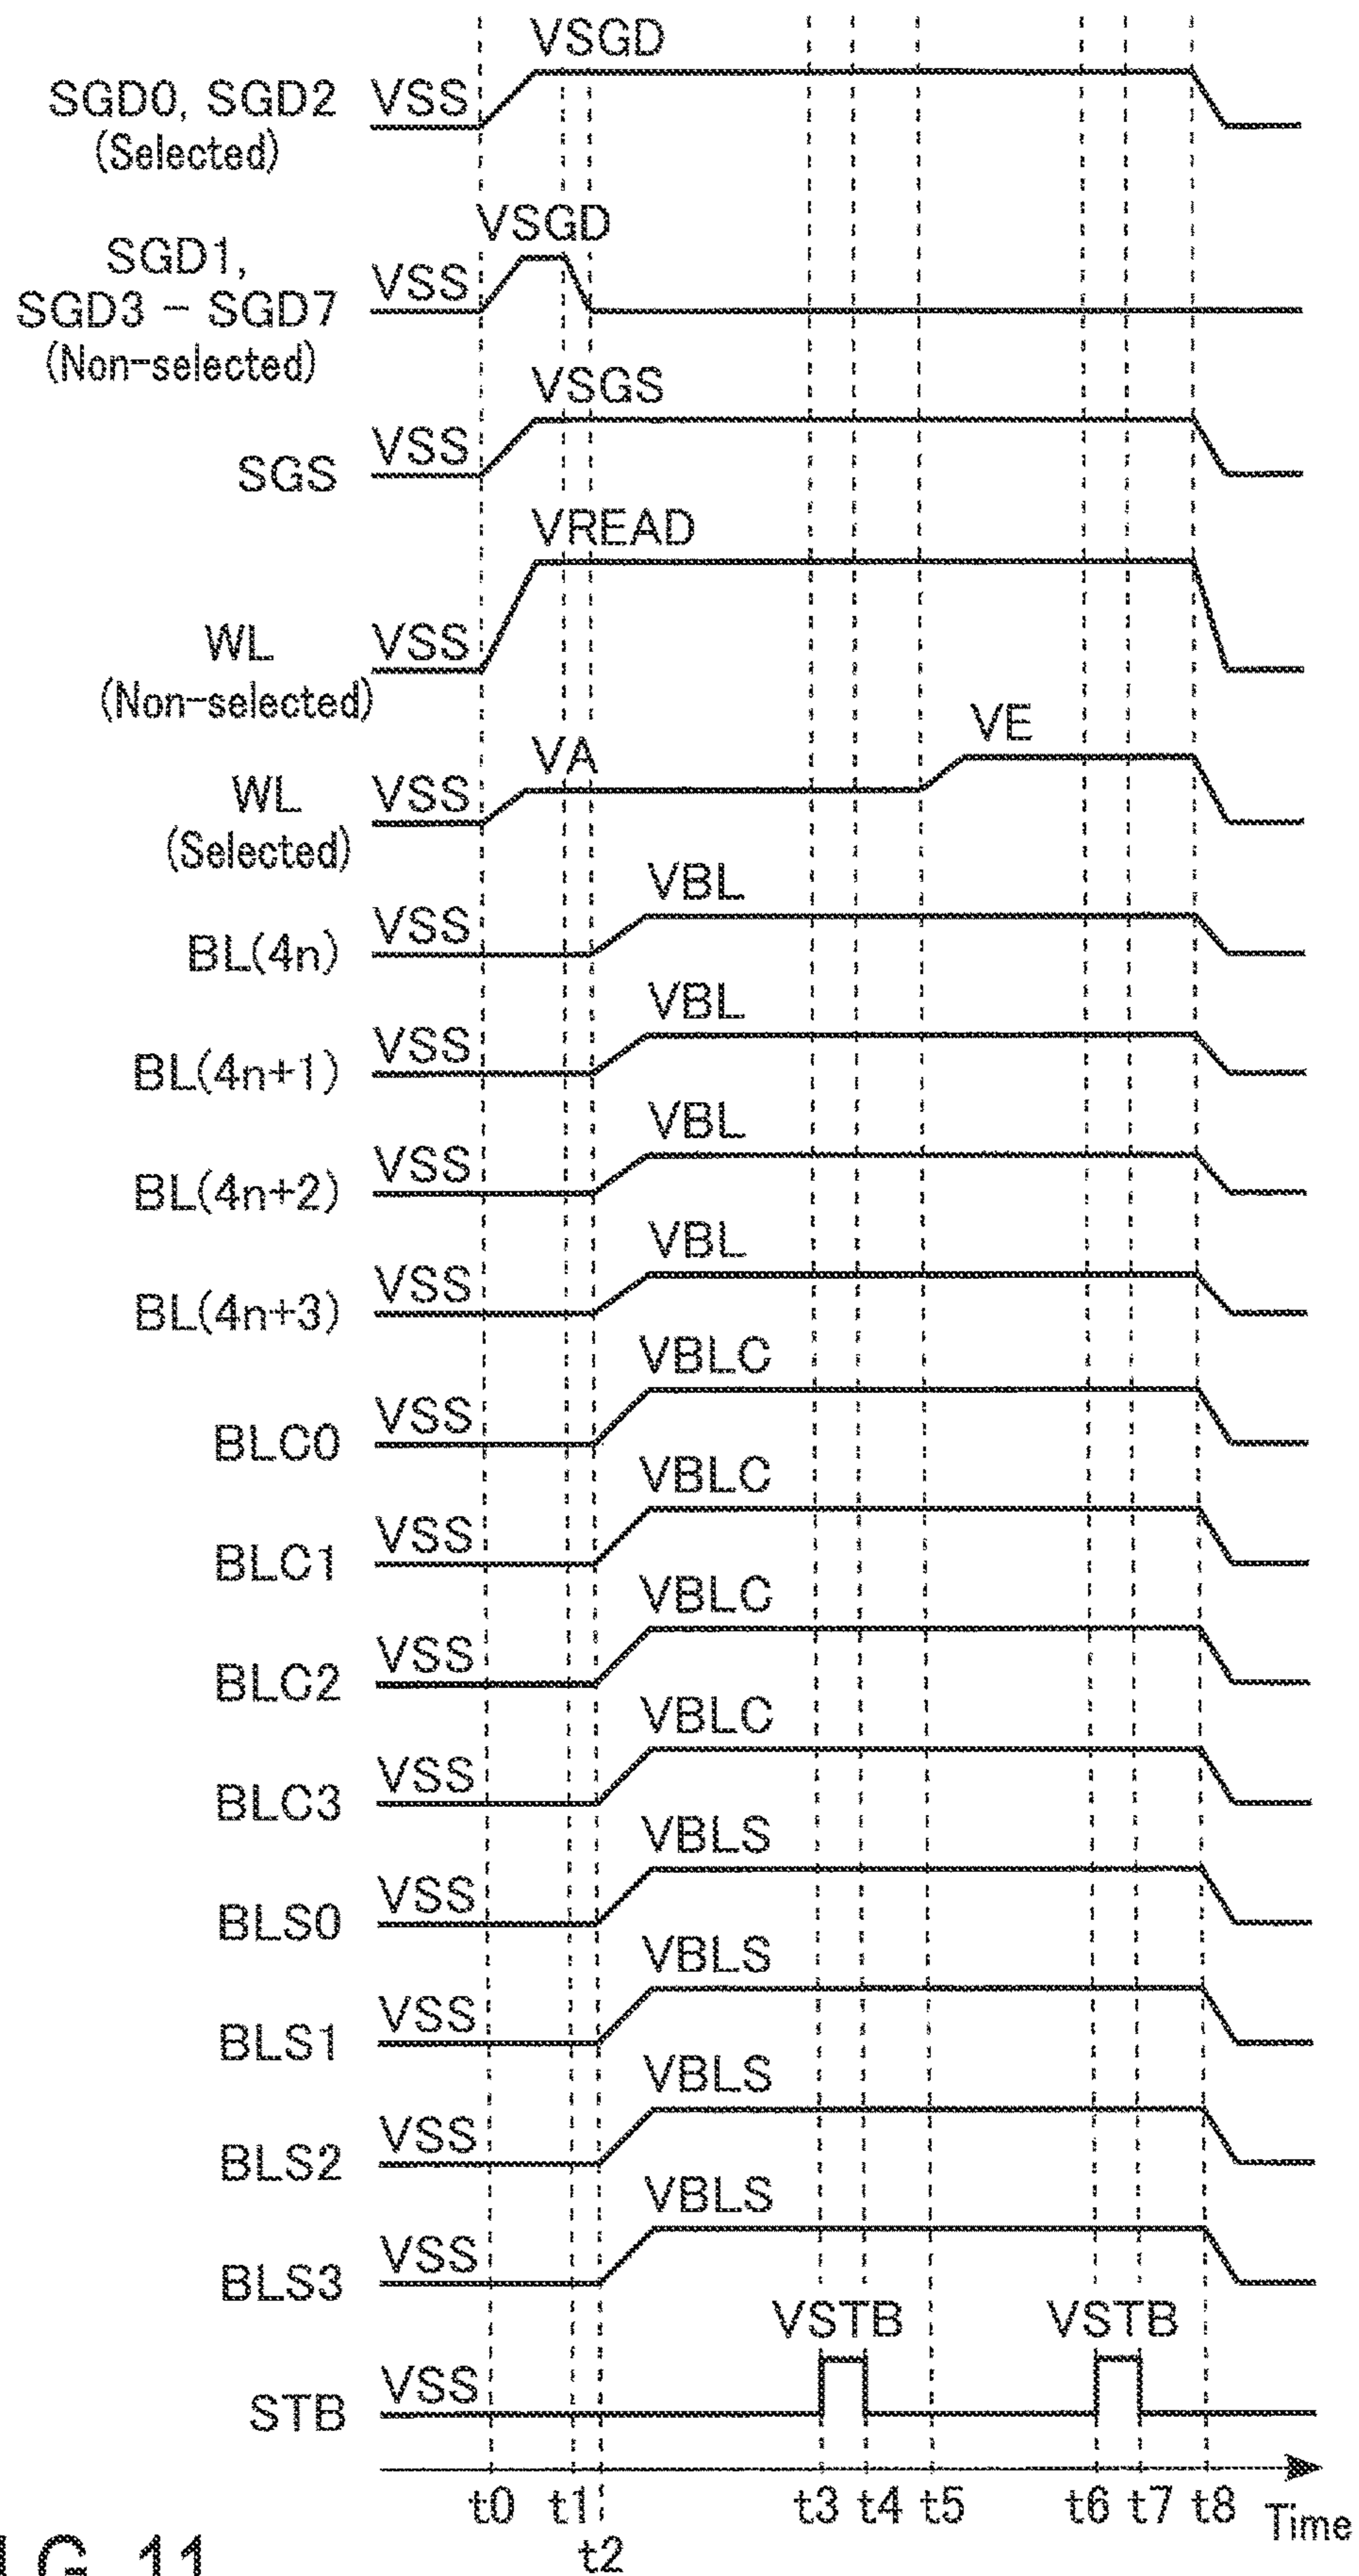 VSGD
SGD0, SGD2 VSS
(Selected)
VSGD
SGD1,
SGD3 - SGD7 VSS
(Non-selected)
VSGS
SGS VSS
VREAD
WL VSS
(Non-selected)
VE
VA
WL VSS
(Selected)
VBL
BL(4n) VSS
VBL
BL(4n+1) VSS
VBL
BL(4n+2) VSS
VBL
BL(4n+3) VSS
VBLC
BLC0 VSS
VBLC
BLC1 VSS
VBLC
BLC2 VSS
VBLC
BLC3 VSS
VBLS
BLS0 VSS
VBLS
BLS1 VSS
VBLS
BLS2 VSS
VBLS
BLS3 VSS
VSTB VSTB
STB VSS
t0 t1 t3 t4 t5 t6 t7 t8 Time
t2
IG. 11